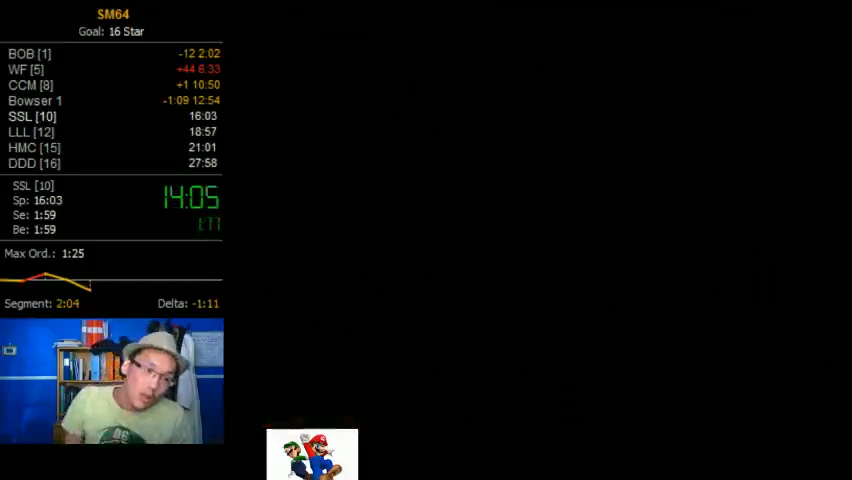 SM64
Goal: 16 Star
BOB [1] -12 2:02
WF [5] +44 6:33
CCM [8] +1 10:50
Bowser 1 -1:09 12:54
SSL [10] 16:03
LLL [12] 18:57
HMC [15] 21:01
DDD [16] 27:58
SSL [10]
Sp: 16:03
14:05
Se: 1:59
Be: 1:59
Max Ord.: 1:25
Segment: 2:04 Delta: -1:11